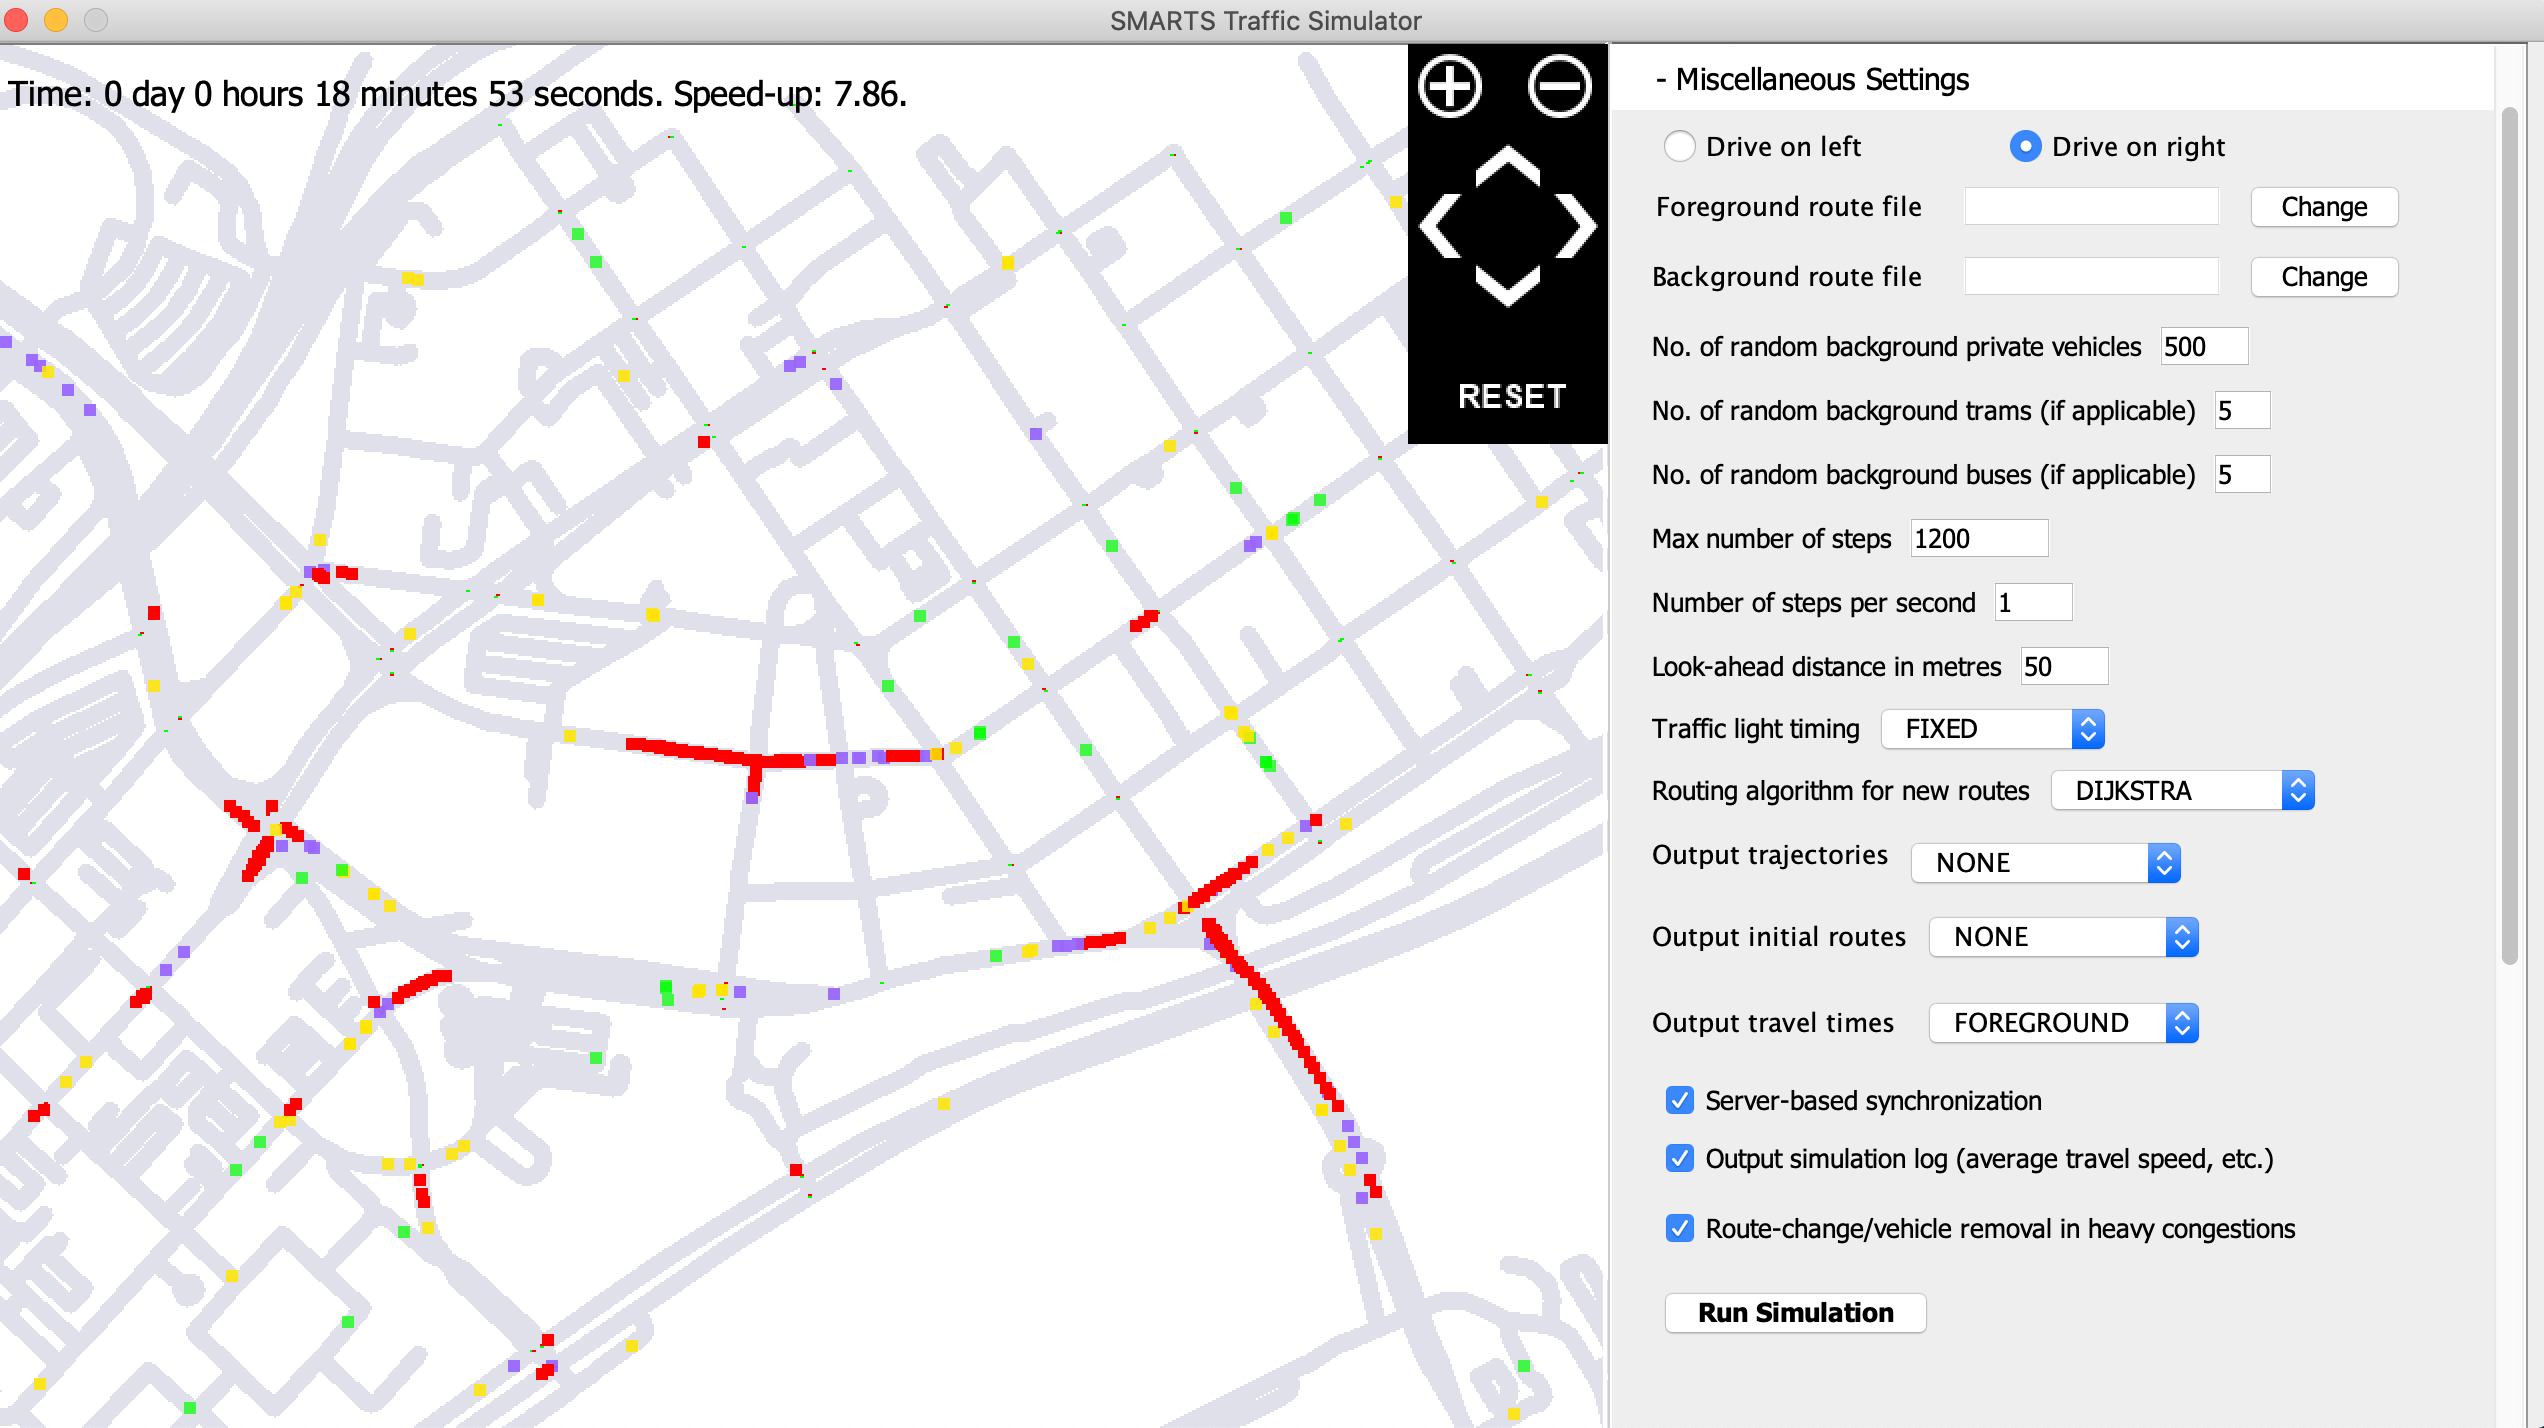 SMARTS Traffic Simulator
Time: 0 day 0 hours 18 minutes 53 seconds. Speed-up: 7.86.
RESET
- Miscellaneous Settings
Drive on left Drive on right
Foreground route file Change
Background route file Change
No. of random background private vehicles 500
No. of random background trams (if applicable) 5
No. of random background buses (if applicable) 5
Max number of steps 1200
Number of steps per second 1
Look-ahead distance in metres 50
Traffic light timing FIXED
Routing algorithm for new routes DIJKSTRA
Output trajectories NONE
Output initial routes NONE
Output travel times FOREGROUND
Server-based synchronization
Output simulation log (average travel speed, etc.)
Route-change/vehicle removal in heavy congestions
Run Simulation